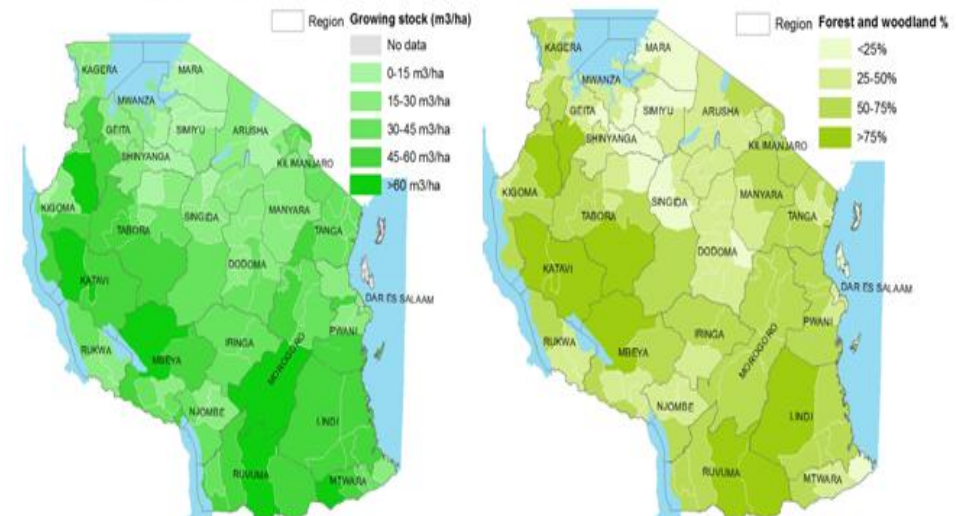 Region Growing stock (m3/ha)
No data
0-15 m3/ha
15-30 m3/ha
30-45 m3/ha
45-60 m3/ha
>60 m3/ha
KAGERA
MARA
MWANZA
GEITA
SIMIYU
ARUSHA
SHINYANGA
KILIMANJARO
KIGOMA
TABORA
SINGIDA
MANYARA
TANGA
DODOMA
KATAVI
DAR ES SALAAM
PWANI
RUKWA
MBEYA
IRINGA
MOROGORO
NJOMBE
LINDI
RUVUMA
MTWARA
Region Forest and woodland %
<25%
25-50%
50-75%
>75%
KAGERA
MARA
MWANZA
GEITA
SIMIYU
ARUSHA
SHINYANGA
KILIMANJARO
KIGOMA
TABORA
SINGIDA
MANYARA
TANGA
DODOMA
KATAVI
DAR ES SALAAM
PWANI
RUKWA
MBEYA
IRINGA
MOROGORO
NJOMBE
LINDI
RUVUMA
MTWARA